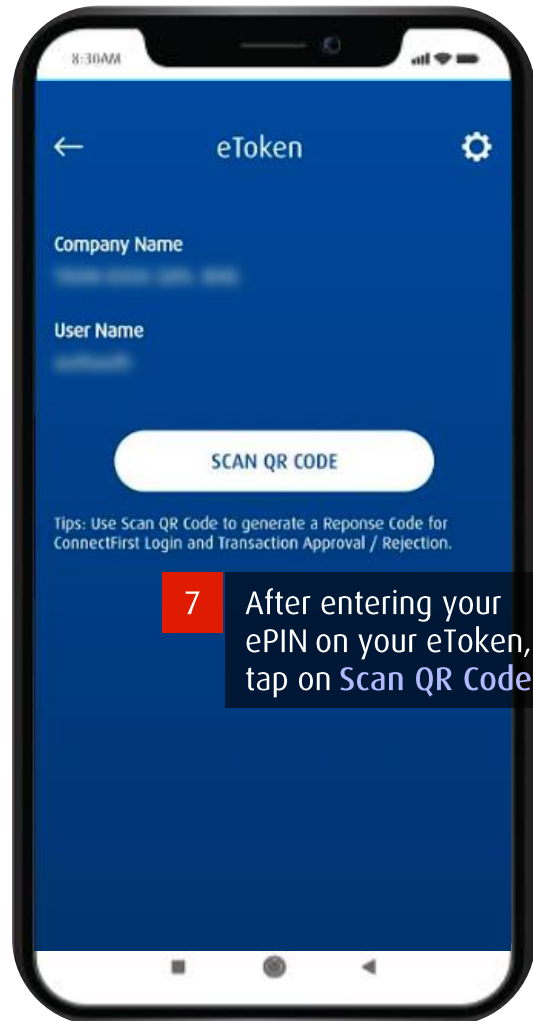 8:30AM
eToken
Company Name
User Name
SCAN QR CODE
Tips: Use Scan QR Code to generate a Reponse Code for
ConnectFirst Login and Transaction Approval / Rejection.
7
After entering your
ePIN on your eToken,
tap on Scan QR Code